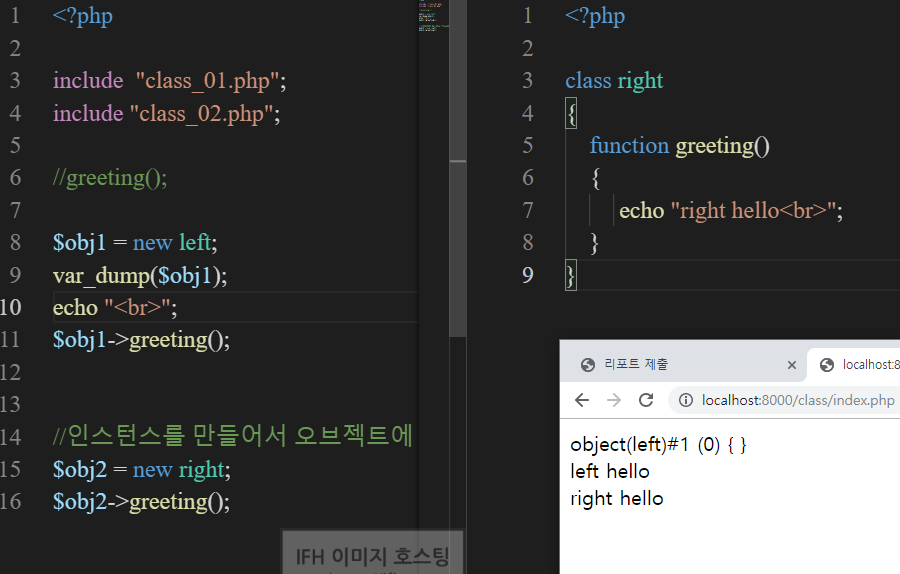 1 <?php
2
3 include "class_01.php";
4 include "class_02.php";
5
6 //greeting();
7
8 $obj1 = new left;
9 var_dump($obj1);
10 echo "<br>";
11 $obj1->greeting();
12
13
14 //인스턴스를 만들어서 오브젝트에
15 $obj2 = new right;
16 $obj2->greeting();
IFH 이미지 호스팅
1 <?php
2
3 class right
4 {
5 function greeting()
6 {
7 echo "right hello<br>";
8 }
9 }
리포트 제출
localhost:8
localhost:8000/class/index.php
object(left)#1 (0) { }
left hello
right hello